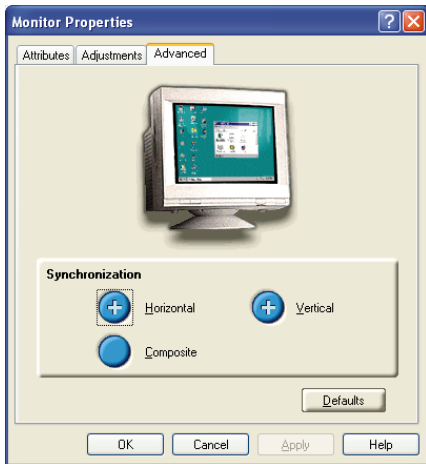 Monitor Properties
Attributes Adjustments Advanced
Synchronization
Horizontal Vertical
Composite
Defaults
OK Cancel Apply Help